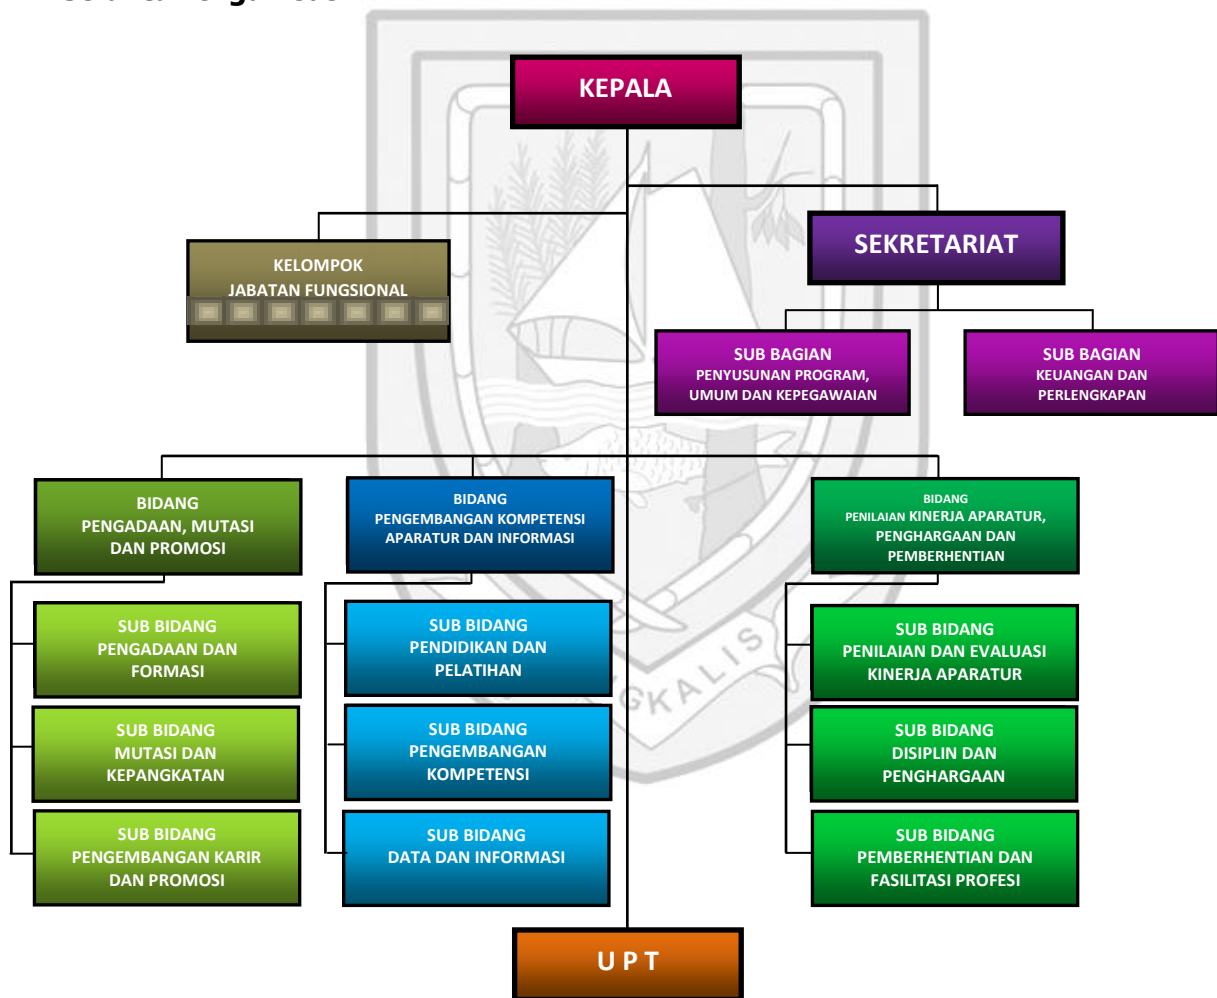 KEPALA
SEKRETARIAT
KELOMPOK
JABATAN FUNGSIONAL
SUB BAGIAN
PENYUSUNAN PROGRAM,
UMUM DAN KEPEGAWAIAN
SUB BAGIAN
KEUANGAN DAN
PERLENGKAPAN
BIDANG
PENGADAAN, MUTASI
DAN PROMOSI
BIDANG
PENGEMBANGAN KOMPETENSI
APARATUR DAN INFORMASI
BIDANG
PENILAIAN KINERJA APARATUR,
PENGHARGAAN DAN
PEMBERHENTIAN
SUB BIDANG
PENGADAAN DAN
FORMASI
SUB BIDANG
PENDIDIKAN DAN
PELATIHAN
SUB BIDANG
PENILAIAN DAN EVALUASI
KINERJA APARATUR
SUB BIDANG
MUTASI DAN
KEPANGKATAN
SUB BIDANG
PENGEMBANGAN
KOMPETENSI
SUB BIDANG
DISIPLIN DAN
PENGHARGAAN
SUB BIDANG
PENGEMBANGAN KARIR
DAN PROMOSI
SUB BIDANG
DATA DAN INFORMASI
SUB BIDANG
PEMBERHENTIAN DAN
FASILITASI PROFESI
U P T